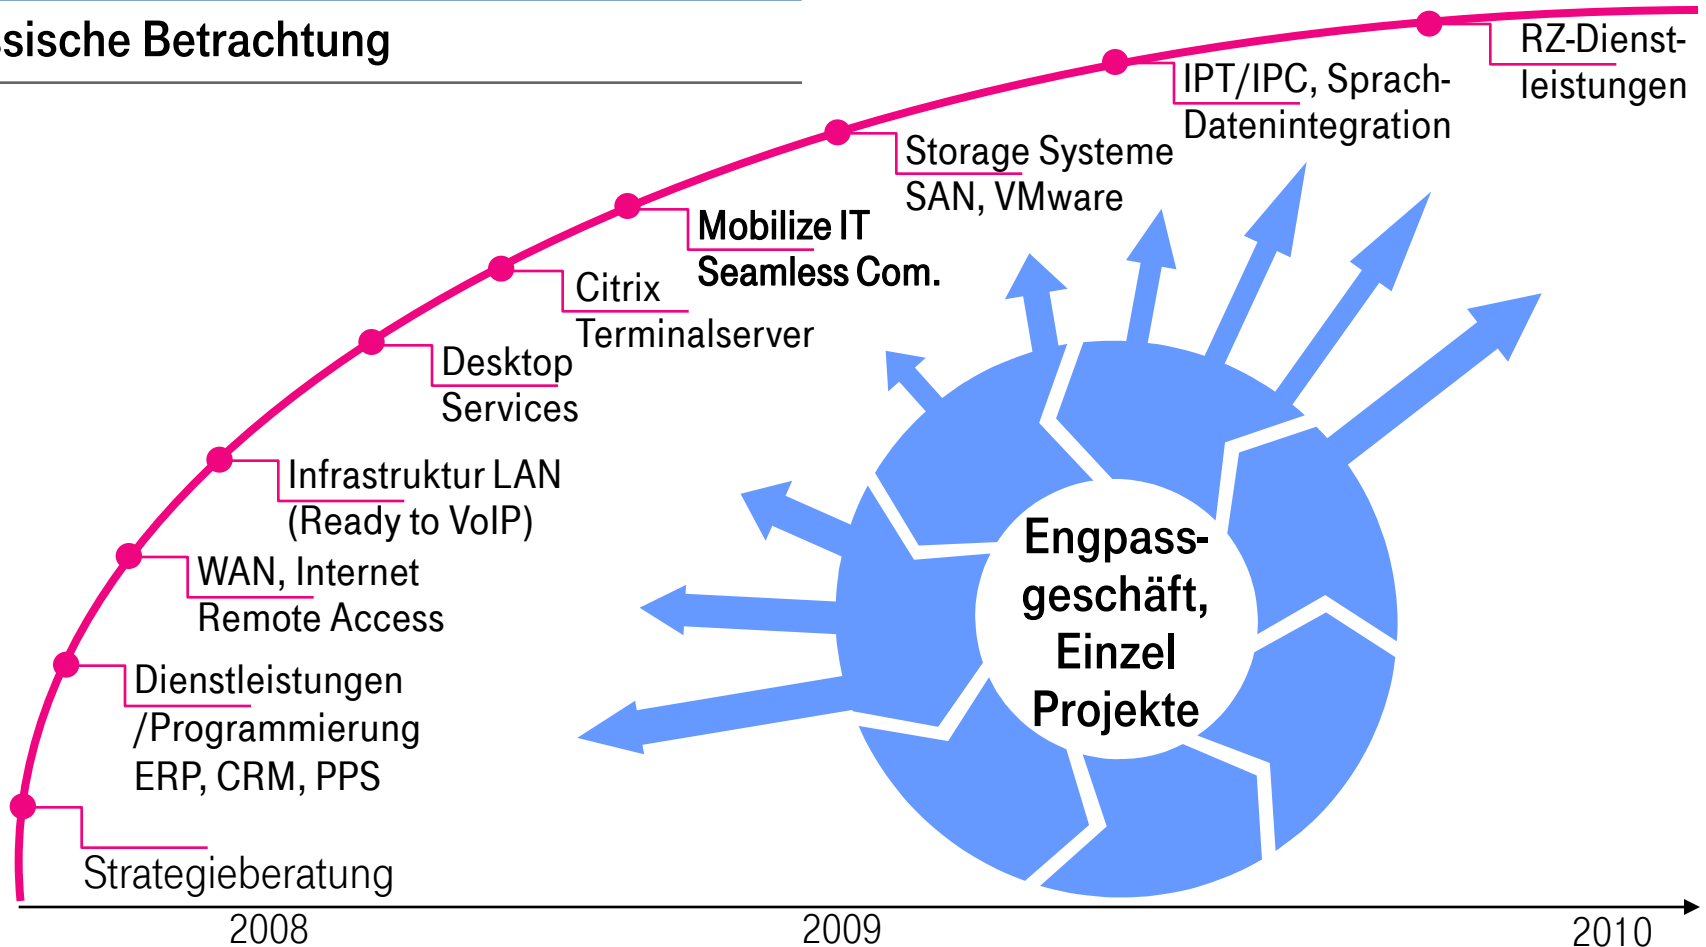 Betrachtung
RZ-Dienst-
leistungen
IPT/IPC, Sprach-
Datenintegration
Storage Systeme
SAN, VMware
Mobilize IT
Seamless Com.
Citrix
Terminalserver
Desktop
Services
Infrastruktur LAN
(Ready to VoIP)
WAN, Internet
Remote Access
Dienstleistungen
/Programmierung
ERP, CRM, PPS
Strategieberatung
Engpass-
geschäft,
Einzel
Projekte
2008
2009
2010